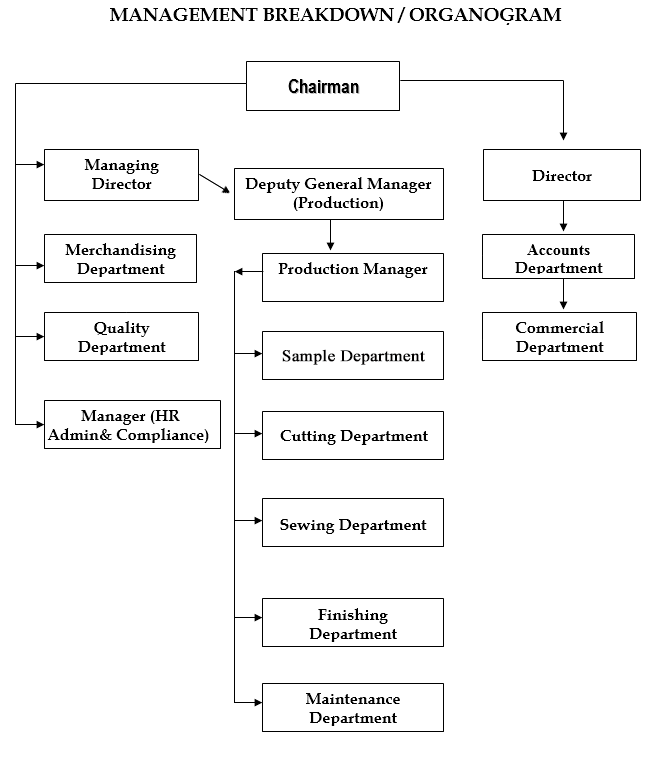 MANAGEMENT BREAKDOWN / ORGANOGRAM
Chairman
Managing
Director
Deputy General Manager
(Production)
Director
Merchandising
Department
Production Manager
Accounts
Department
Quality
Department
Commercial
Department
Sample Department
Manager (HR
Admin& Compliance)
Cutting Department
Sewing Department
Finishing
Department
Maintenance
Department